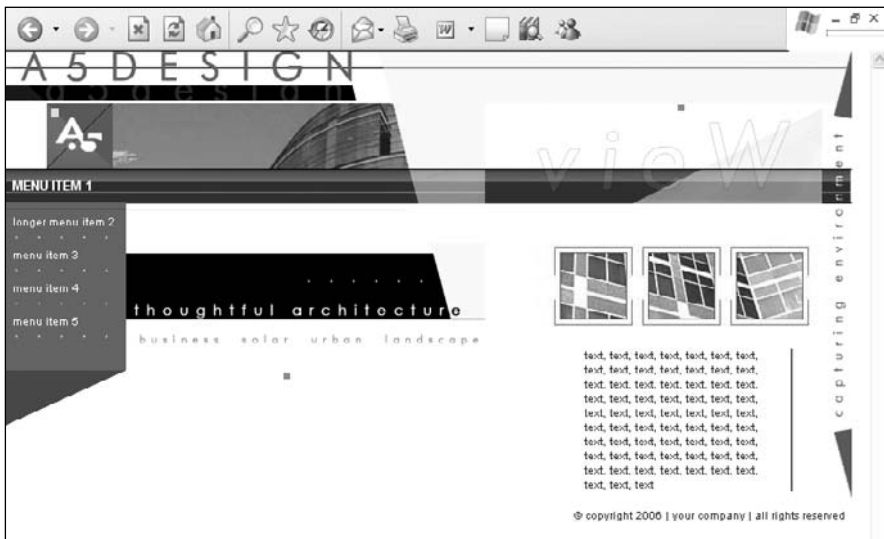 A5DESIGN
a5design
A5
vieW
MENU ITEM 1
longer menu item 2
menu item 3
menu item 4
menu item 5
thoughtful architecture
business solar urban landscape
capturing environment
text, text, text, text, text, text, text,
text, text, text, text, text, text, text,
text. text. text. text. text. text. text.
text, text, text, text, text, text, text,
text, text, text, text, text, text, text,
text, text, text, text, text, text, text,
text, text, text, text, text, text, text,
text, text, text, text, text, text, text,
text. text. text. text. text. text. text.
text, text, text
© copyright 2006 | your company | all rights reserved